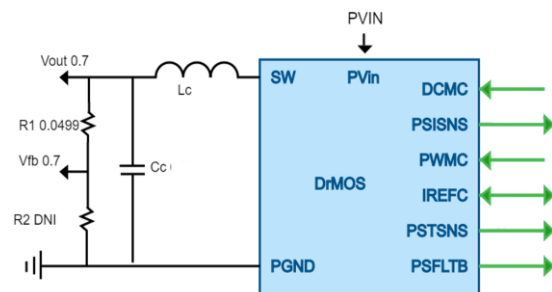 PVIN
Vout 0.7
SW
PVin
DCMC
Lc
R1 0.0499
PSISNS
Vfb 0.7
Cc
PWMC
DrMOS
IREFC
R2 DNI
PSTSNS
PGND
PSFLTB